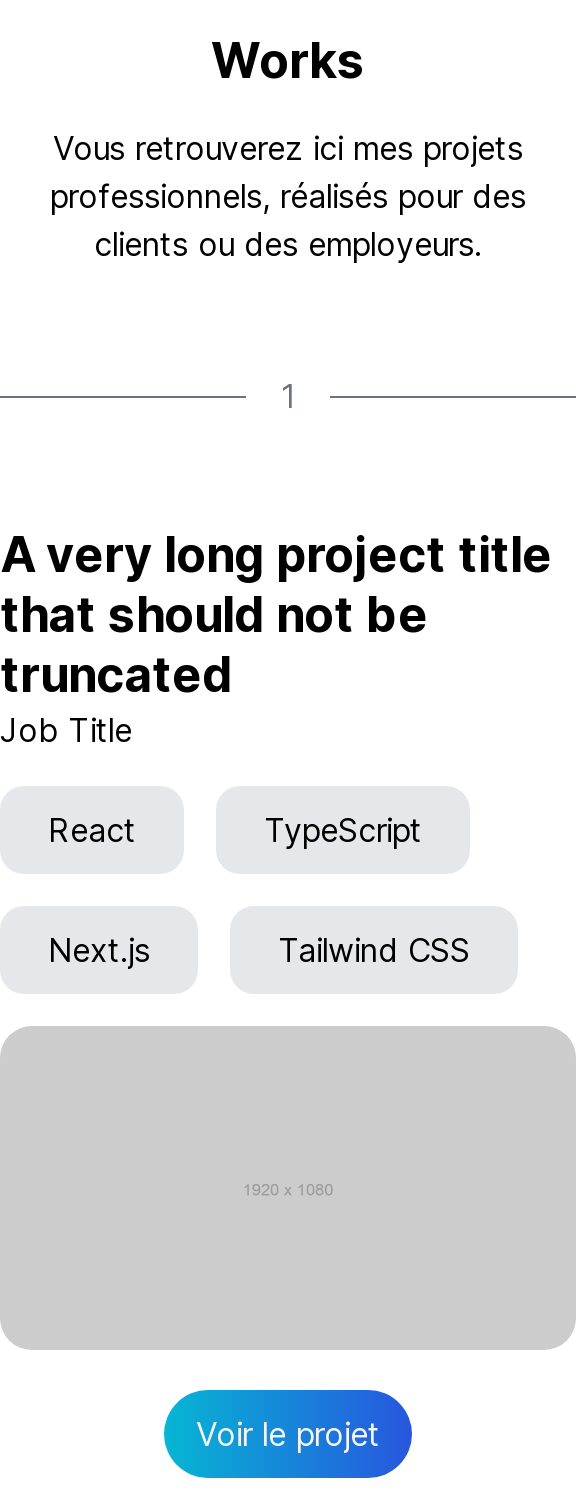 Works
Vous retrouverez ici mes projets
professionnels, réalisés pour des
clients ou des employeurs.
1
A very long project title
that should not be
truncated
Job Title
React
TypeScript
Next.js
Tailwind CSS
1920 x 1080
Voir le projet